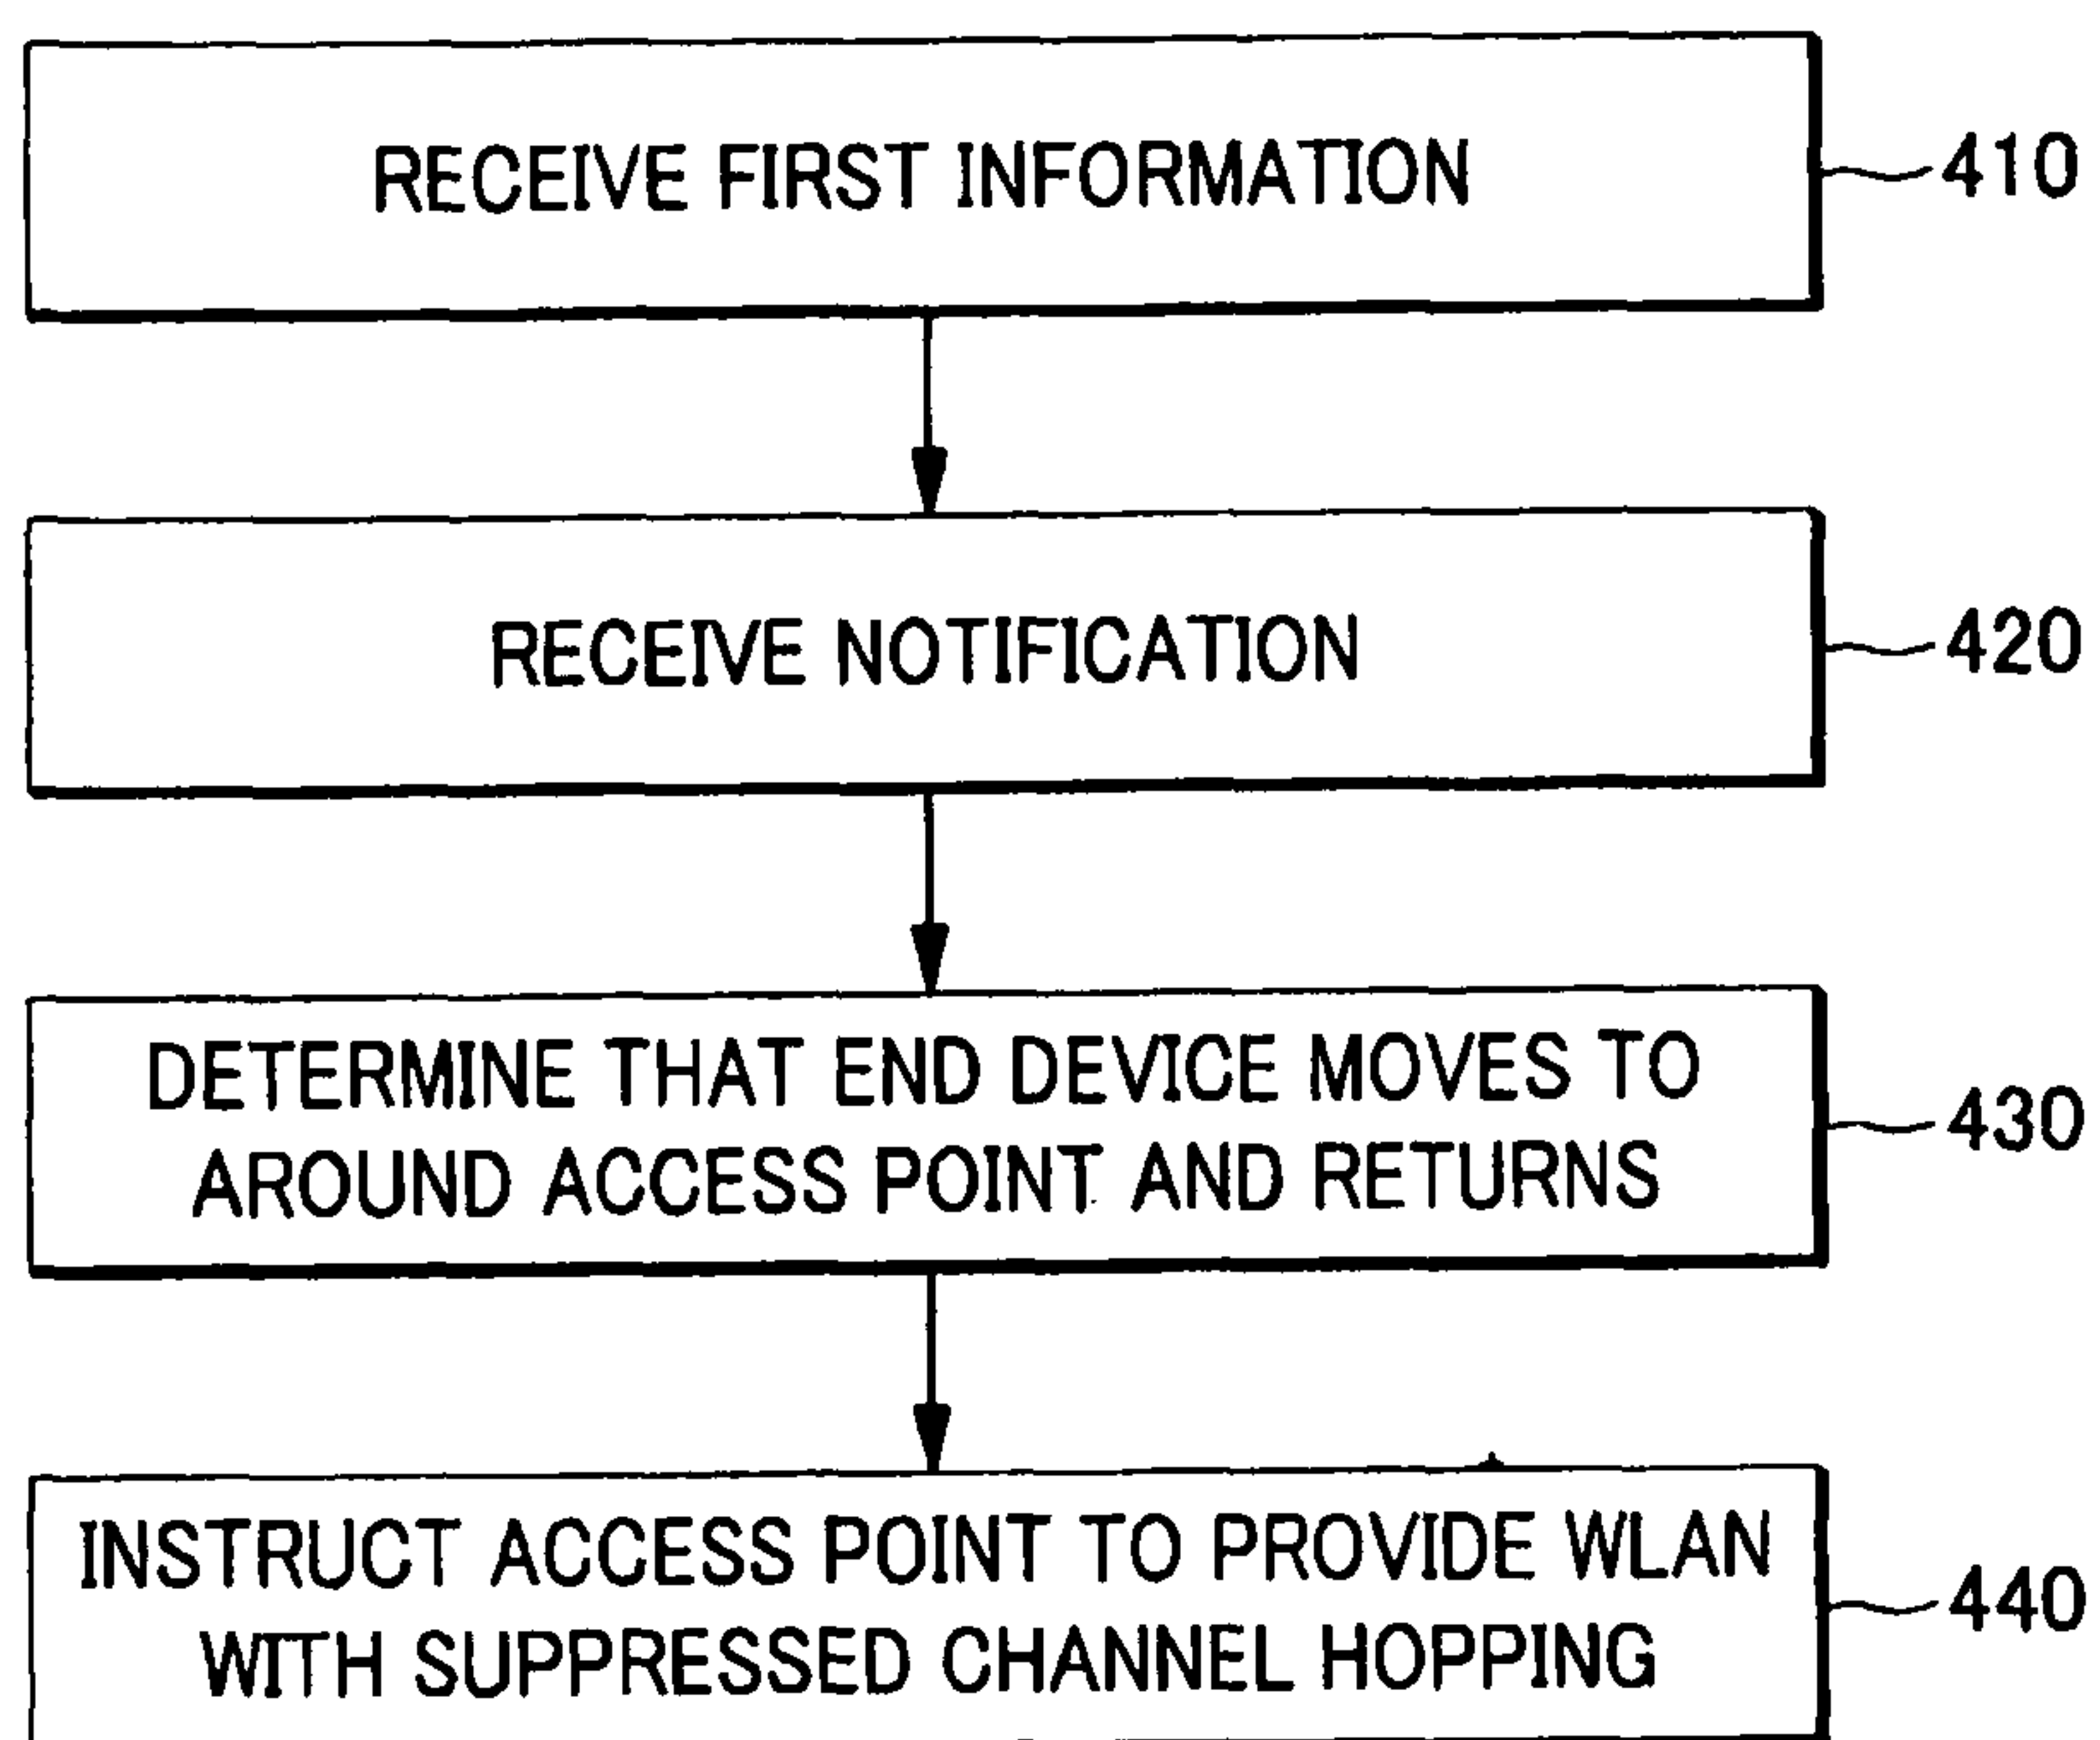 RECEIVE FIRST INFORMATION
410
RECEIVE NOTIFICATION
420
DETERMINE THAT END DEVICE MOVES TO
AROUND ACCESS POINT AND RETURNS
430
INSTRUCT ACCESS POINT TO PROVIDE WLAN
WITH SUPPRESSED CHANNEL HOPPING
440